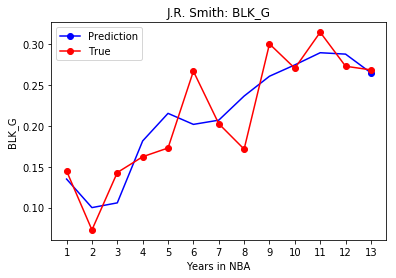 J.R. Smith: BLK_G
Prediction
True
BLK_G
0.30
0.25
0.20
0.15
0.10
1 2 3 4 5 6 7 8 9 10 11 12 13
Years in NBA